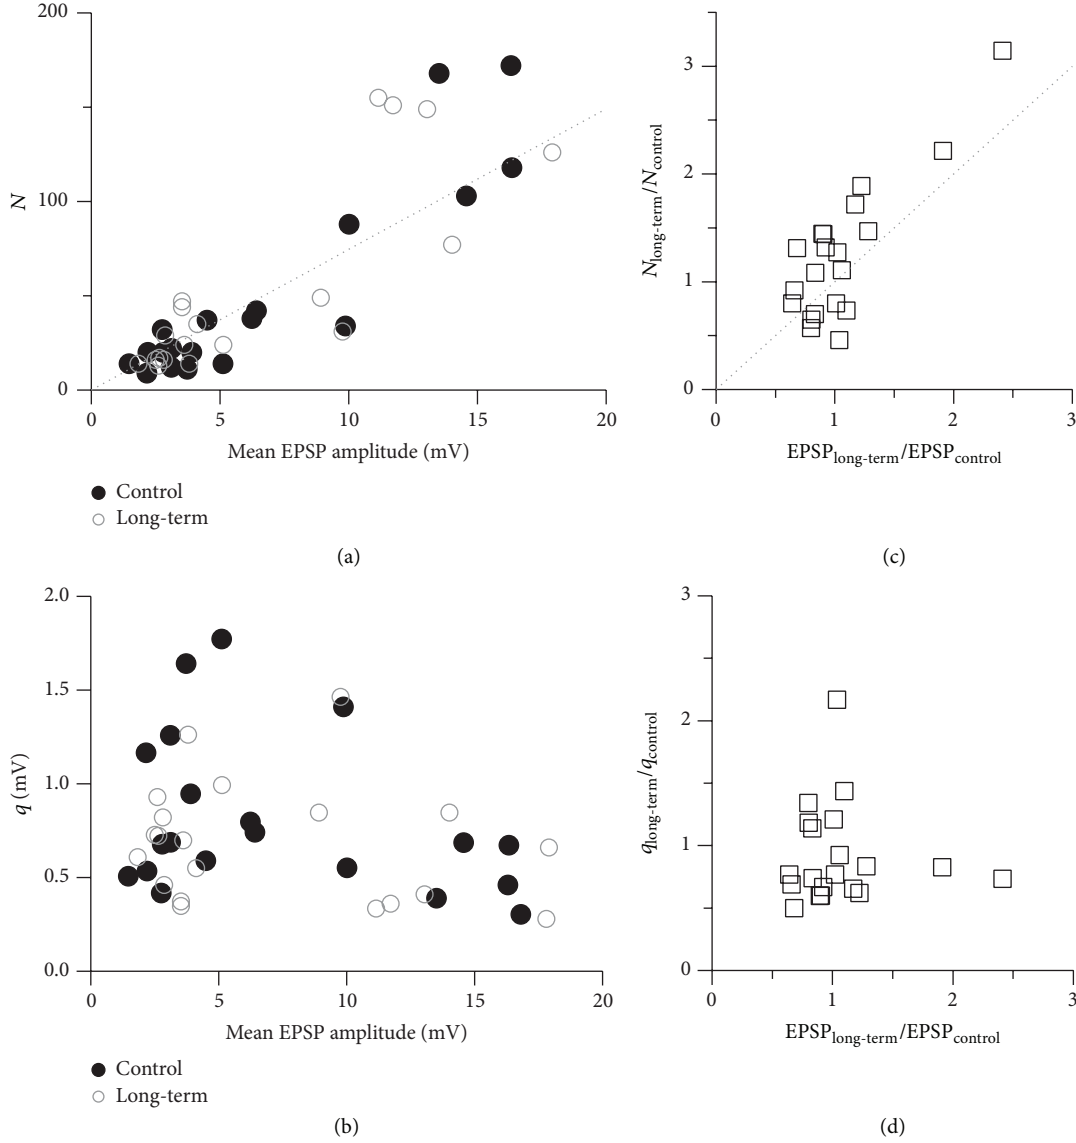 200
100
0
N
0 5 10 15 20
Mean EPSP amplitude (mV)
Control
Long-term
(a)
3
2
1
0
Nlong-term/Ncontrol
0 1 2 3
EPSPlong-term/EPSPcontrol
(c)
2.0
1.5
1.0
0.5
0.0
q (mV)
0 5 10 15 20
Mean EPSP amplitude (mV)
Control
Long-term
(b)
3
2
1
0
qlong-term/qcontrol
0 1 2 3
EPSPlong-term/EPSPcontrol
(d)